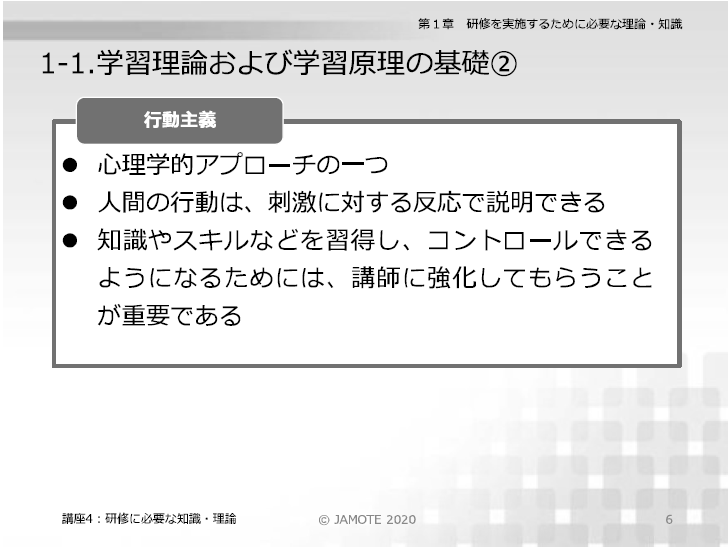 第１章　研修を実施するために必要な理論・知識
1-1.学習理論および学習原理の基礎②
行動主義
● 心理学的アプローチの一つ
● 人間の行動は、刺激に対する反応で説明できる
● 知識やスキルなどを習得し、コントロールできる
ようになるためには、講師に強化してもらうこと
が重要である
講座4：研修に必要な知識・理論
© JAMOTE 2020
6